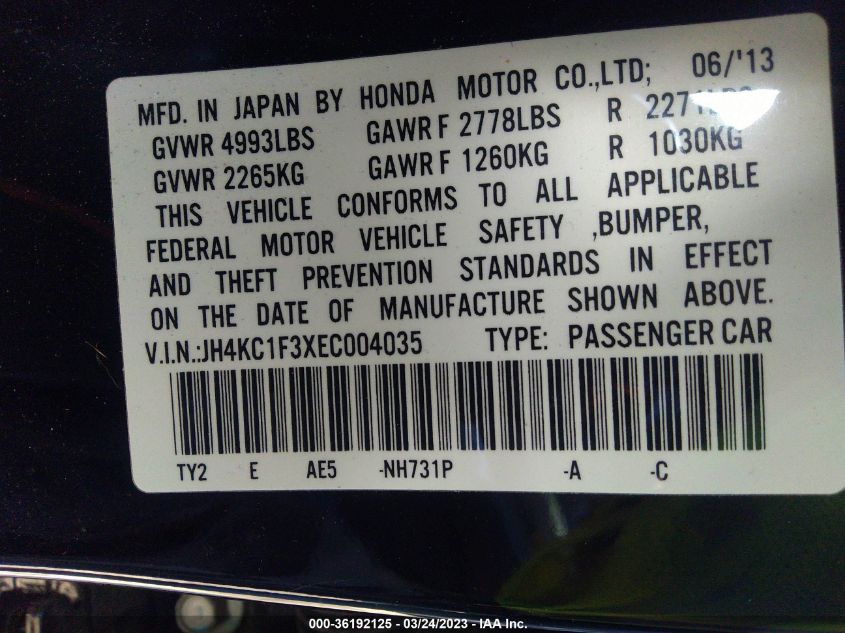 MFD. IN JAPAN BY HONDA MOTOR CO.,LTD; 06/'13
GVWR 4993LBS GAWR F 2778LBS R 2271LBS
GVWR 2265KG GAWR F 1260KG R 1030KG
THIS VEHICLE CONFORMS TO ALL APPLICABLE
FEDERAL MOTOR VEHICLE SAFETY ,BUMPER,
AND THEFT PREVENTION STANDARDS IN EFFECT
ON THE DATE OF MANUFACTURE SHOWN ABOVE.
V.I.N.:JH4KC1F3XEC004035 TYPE: PASSENGER CAR
TY2 E AE5 -NH731P -A -C
000-36192125 - 03/24/2023 - IAA Inc.